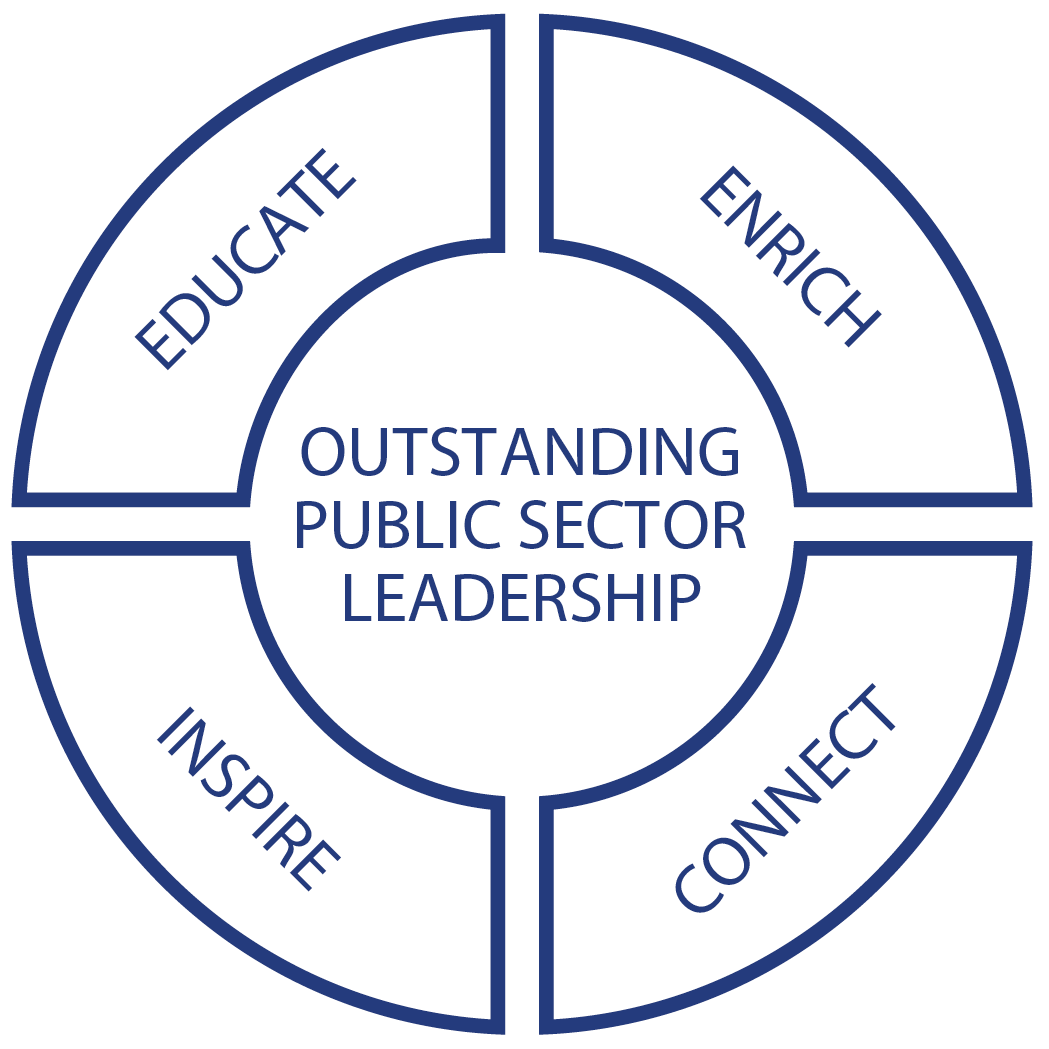 EDUCATE
ENRICH
OUTSTANDING
PUBLIC SECTOR
LEADERSHIP
INSPIRE
CONNECT